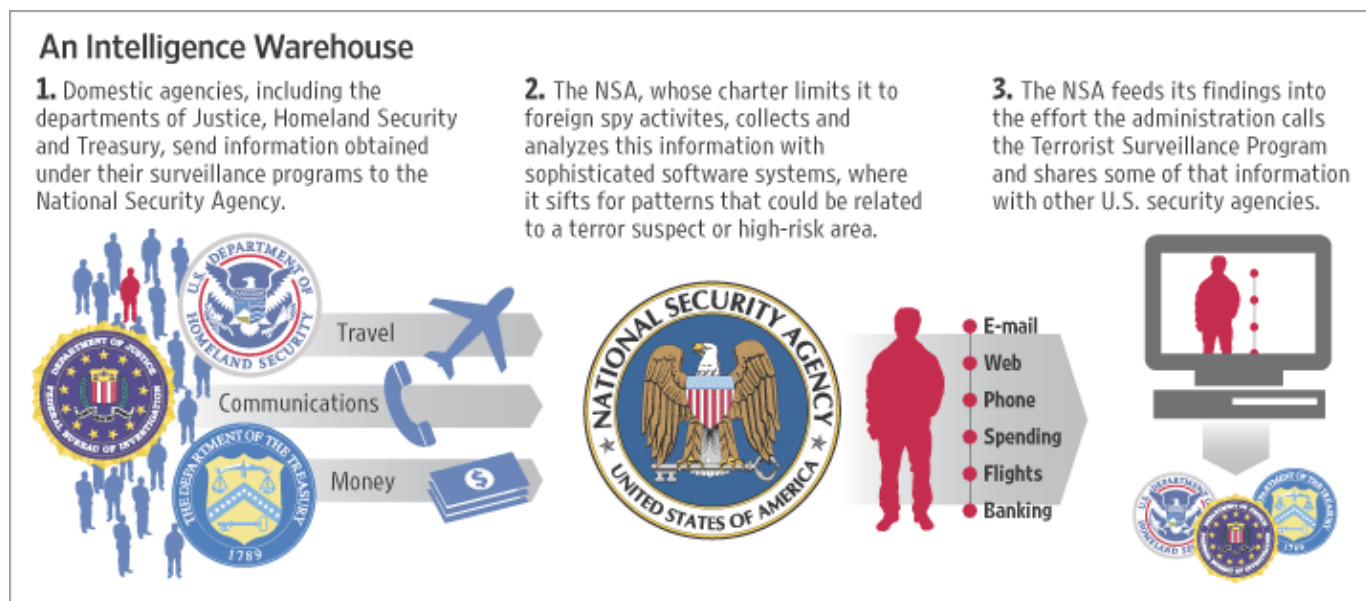 An Intelligence Warehouse
1. Domestic agencies, including the
departments of Justice, Homeland Security
and Treasury, send information obtained
under their surveillance programs to the
National Security Agency.
2. The NSA, whose charter limits it to
foreign spy activites, collects and
analyzes this information with
sophisticated software systems, where
it sifts for patterns that could be related
to a terror suspect or high-risk area.
3. The NSA feeds its findings into
the effort the administration calls
the Terrorist Surveillance Program
and shares some of that information
with other U.S. security agencies.
U.S. DEPARTMENT OF
HOMELAND SECURITY
DEPARTMENT OF JUSTICE
FEDERAL BUREAU OF INVESTIGATION
THE DEPARTMENT OF THE TREASURY
1789
Travel
Communications
Money
$
NATIONAL SECURITY AGENCY
UNITED STATES OF AMERICA
E-mail
Web
Phone
Spending
Flights
Banking
1789